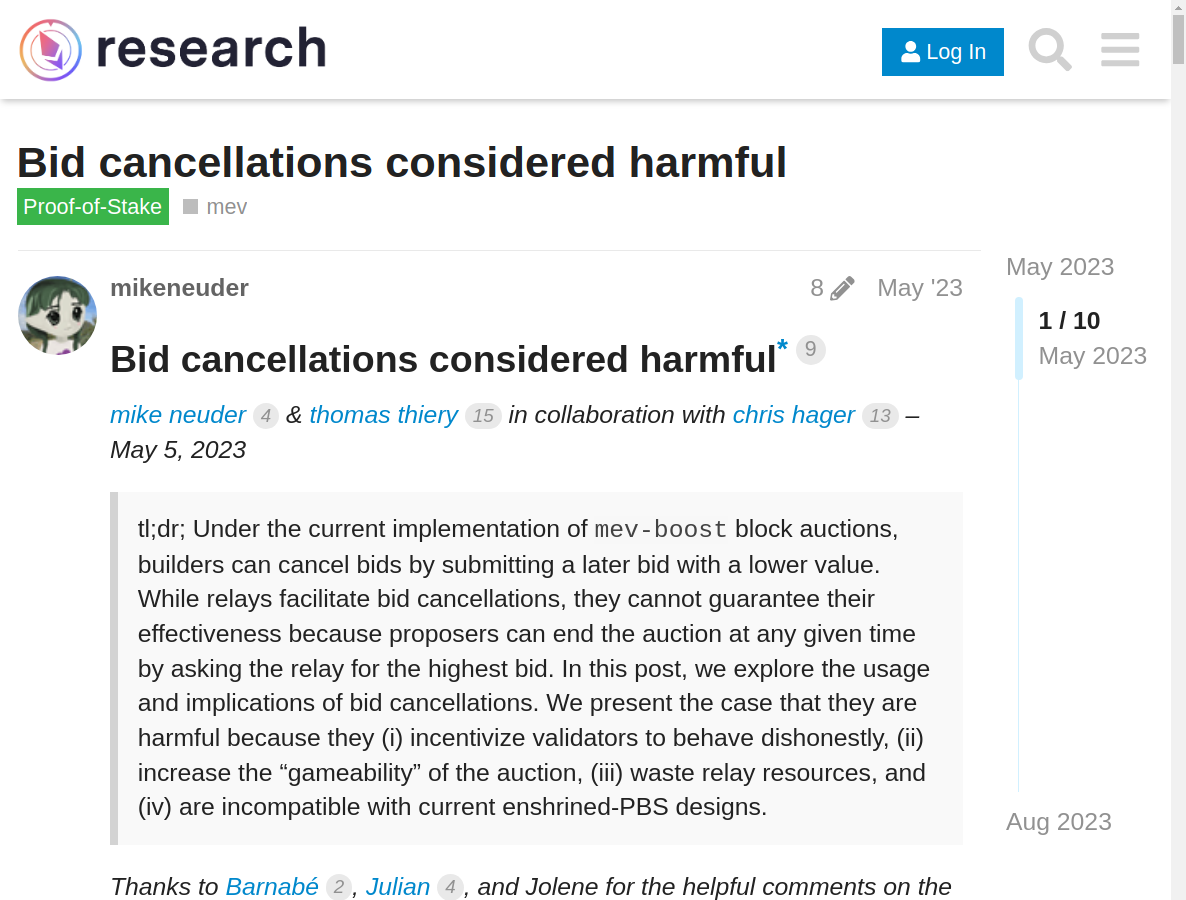 research
Log In
Bid cancellations considered harmful
Proof-of-Stake mev
mikeneuder 8 May '23
Bid cancellations considered harmful* 9
mike neuder 4 & thomas thiery 15 in collaboration with chris hager 13 –
May 5, 2023
tl;dr; Under the current implementation of mev-boost block auctions,
builders can cancel bids by submitting a later bid with a lower value.
While relays facilitate bid cancellations, they cannot guarantee their
effectiveness because proposers can end the auction at any given time
by asking the relay for the highest bid. In this post, we explore the usage
and implications of bid cancellations. We present the case that they are
harmful because they (i) incentivize validators to behave dishonestly, (ii)
increase the “gameability” of the auction, (iii) waste relay resources, and
(iv) are incompatible with current enshrined-PBS designs.
Thanks to Barnabé 2, Julian 4, and Jolene for the helpful comments on the
May 2023
1 / 10
May 2023
Aug 2023